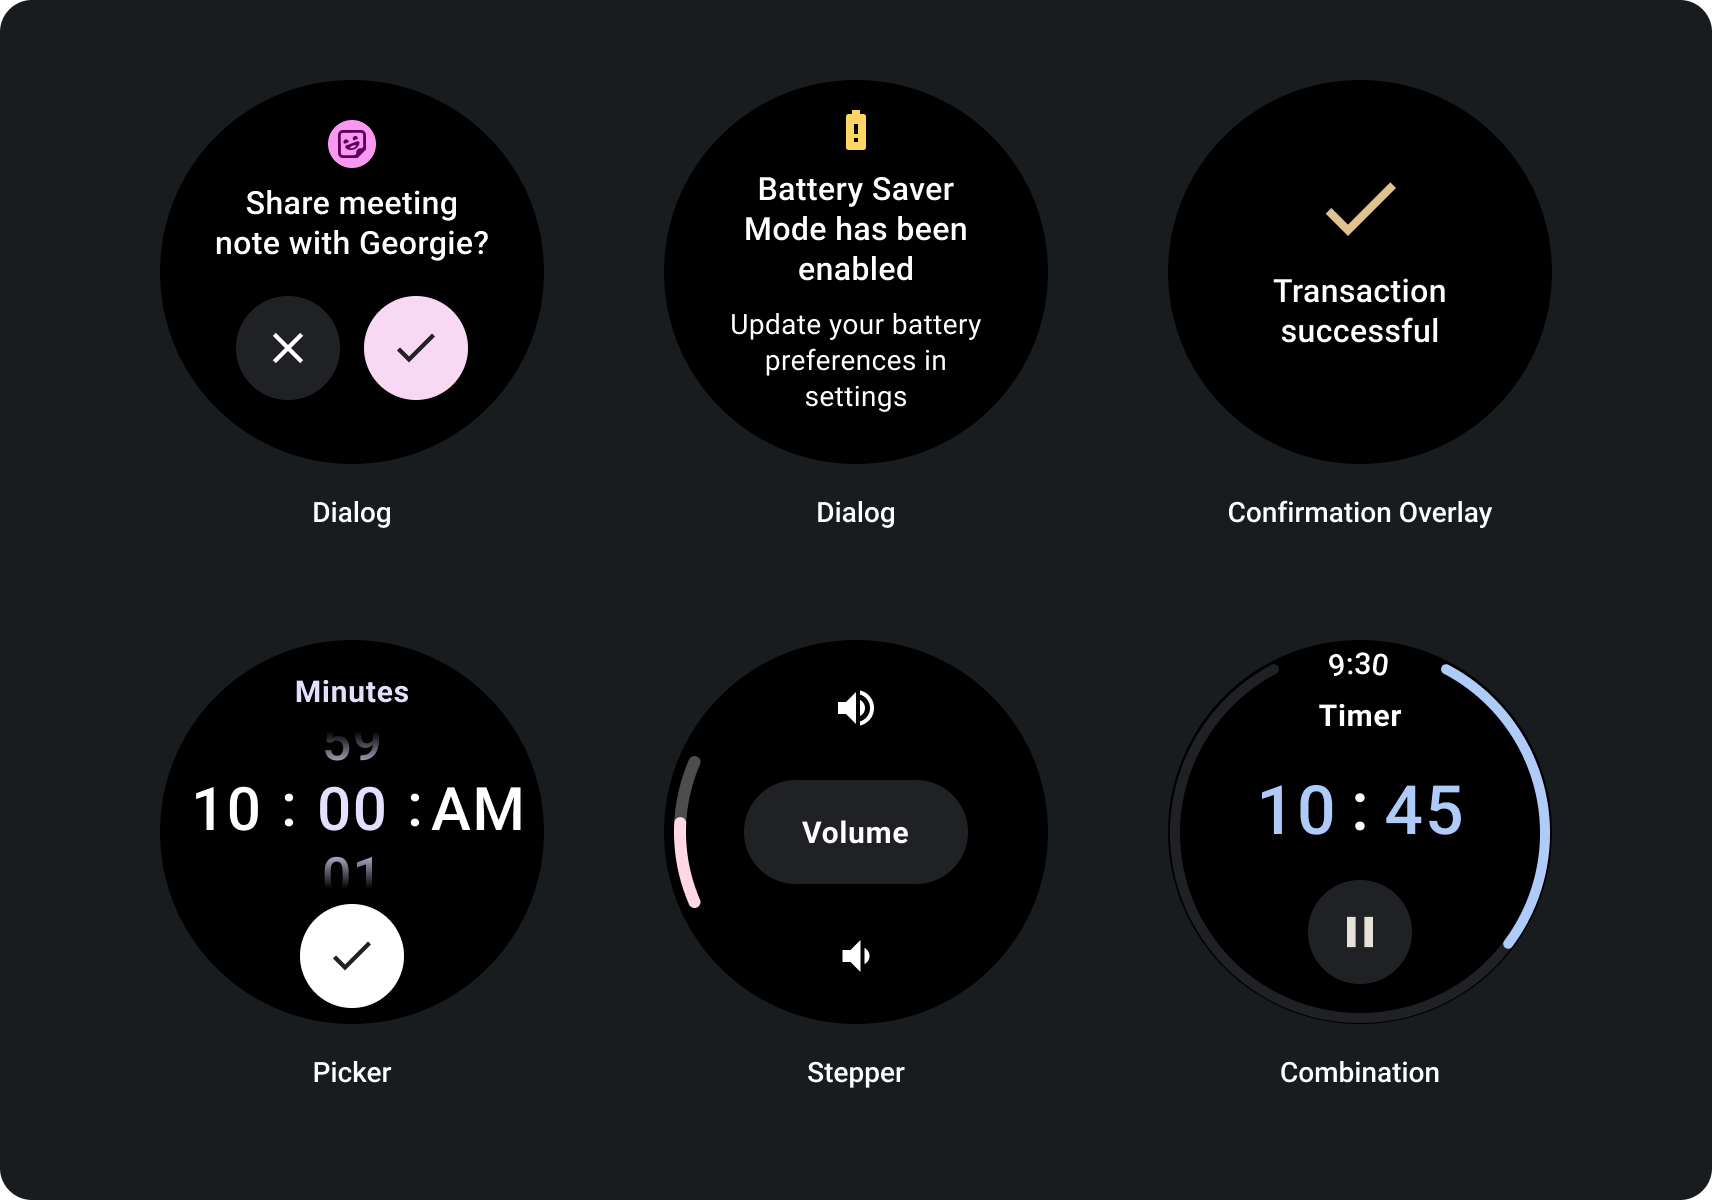 Share meeting
note with Georgie?
Dialog
Battery Saver
Mode has been
enabled
Update your battery
preferences in
settings
Dialog
Transaction
successful
Confirmation Overlay
Minutes
59
10 : 00 : AM
01
Picker
Volume
Stepper
9:30
Timer
10 : 45
Combination